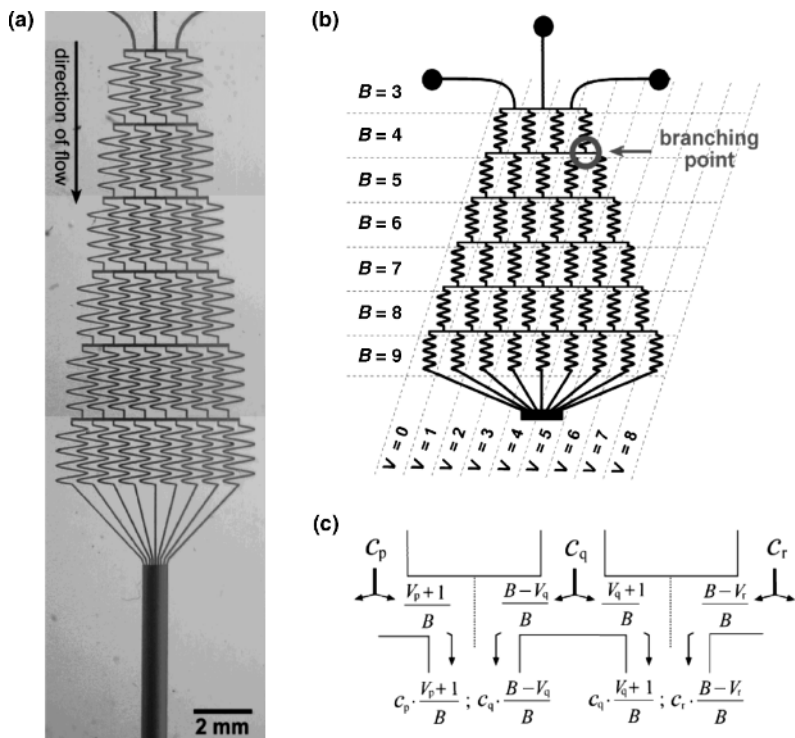 (a)
direction of flow
2 mm
(b)
B = 3
B = 4
B = 5
B = 6
B = 7
B = 8
B = 9
branching
point
V = 0
V = 1
V = 2
V = 3
V = 4
V = 5
V = 6
V = 7
V = 8
(c)
Cp Cq Cr
Vp + 1 / B B − Vq / B Vq + 1 / B B − Vr / B
Cp · Vp + 1 / B ; Cq · B − Vq / B Cq · Vq + 1 / B ; Cr · B − Vr / B